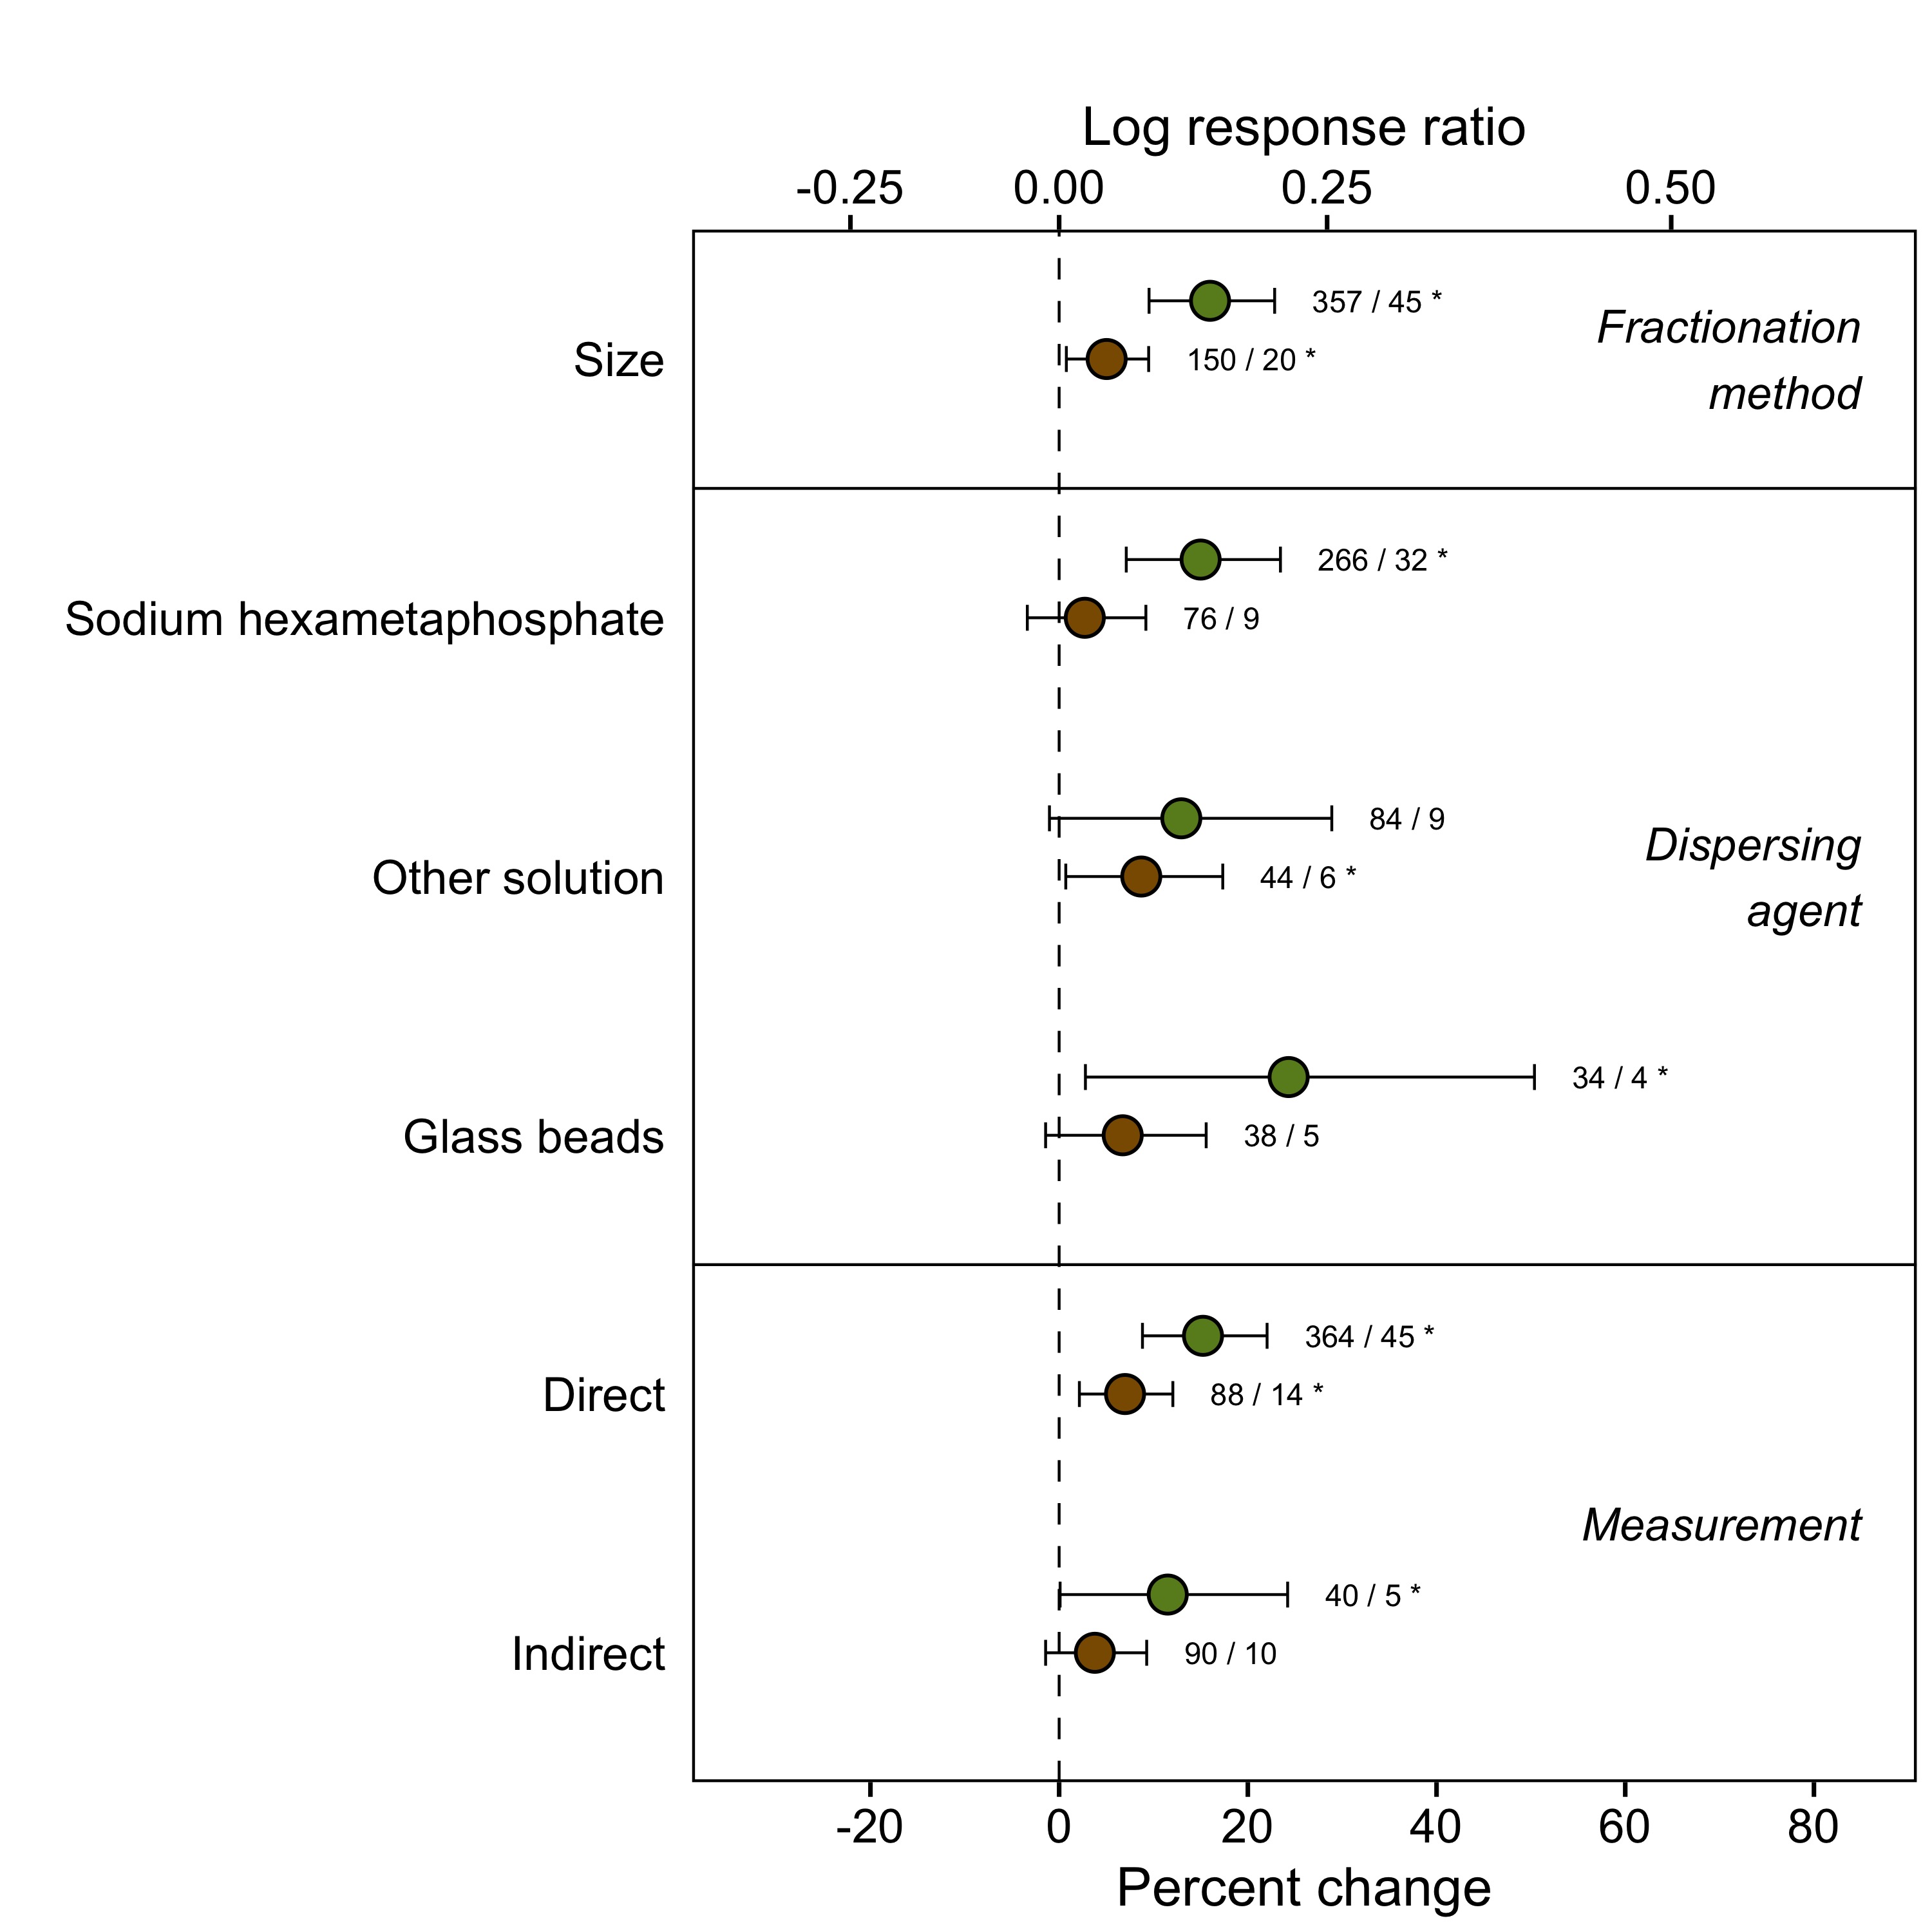 Log response ratio
-0.25 0.00 0.25 0.50
357 / 45 *
Fractionation
method
Size
150 / 20 *
266 / 32 *
Sodium hexametaphosphate
76 / 9
84 / 9
Dispersing
agent
Other solution
44 / 6 *
34 / 4 *
Glass beads
38 / 5
364 / 45 *
Direct
88 / 14 *
Measurement
40 / 5 *
Indirect
90 / 10
-20 0 20 40 60 80
Percent change